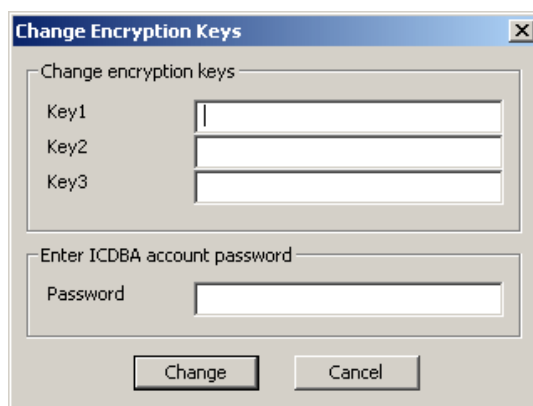 Change Encryption Keys
Change encryption keys
Key1
Key2
Key3
Enter ICDBA account password
Password
Change Cancel